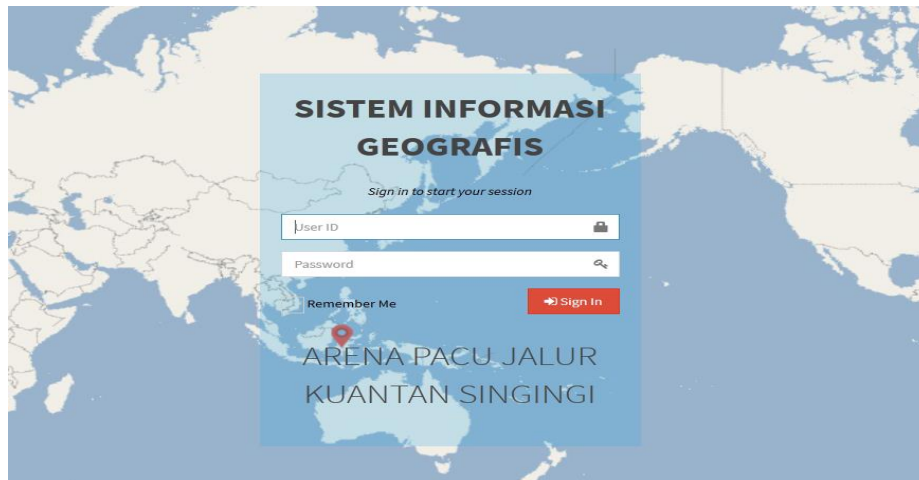 SISTEM INFORMASI
GEOGRAFIS
Sign in to start your session
User ID
Password
Remember Me
Sign In
ARENA PACU JALUR
KUANTAN SINGINGI